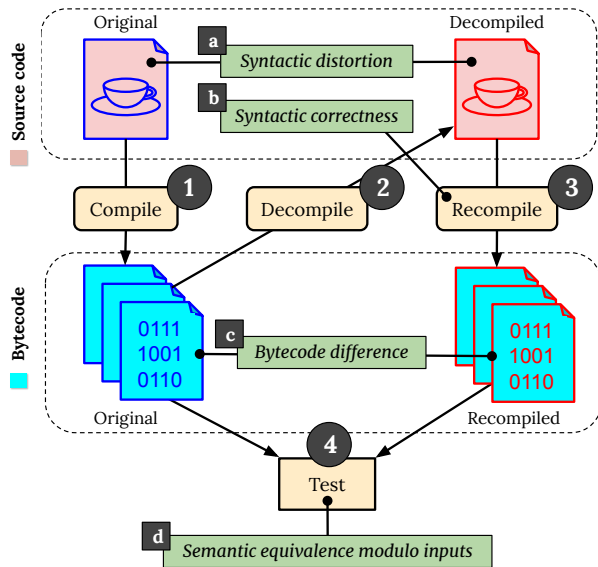 Original
Decompiled
a
Syntactic distortion
b
Syntactic correctness
Source code
1
2
3
Compile
Decompile
Recompile
Bytecode
0111
1001
0110
c
Bytecode difference
0111
1001
0110
Original
Recompiled
4
Test
d
Semantic equivalence modulo inputs